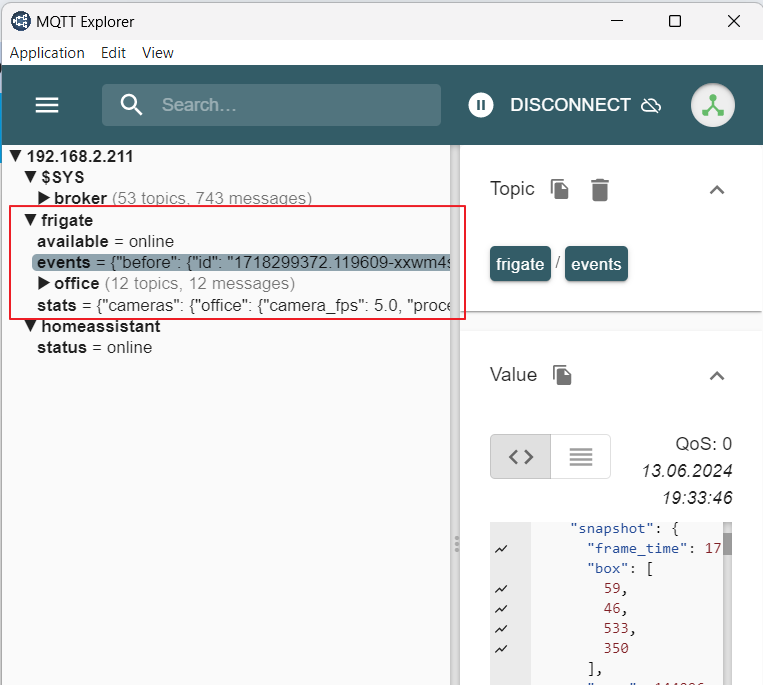 MQTT Explorer
Application Edit View
Search...
DISCONNECT
▼ 192.168.2.211
▼ $SYS
▶ broker (53 topics, 743 messages)
▼ frigate
available = online
events = {"before": {"id": "1718299372.119609-xxwm4s
▶ office (12 topics, 12 messages)
stats = {"cameras": {"office": {"camera_fps": 5.0, "proce
▼ homeassistant
status = online
Topic
frigate / events
Value
QoS: 0
13.06.2024
19:33:46
"snapshot": {
"frame_time": 17
"box": [
59,
46,
533,
350
],